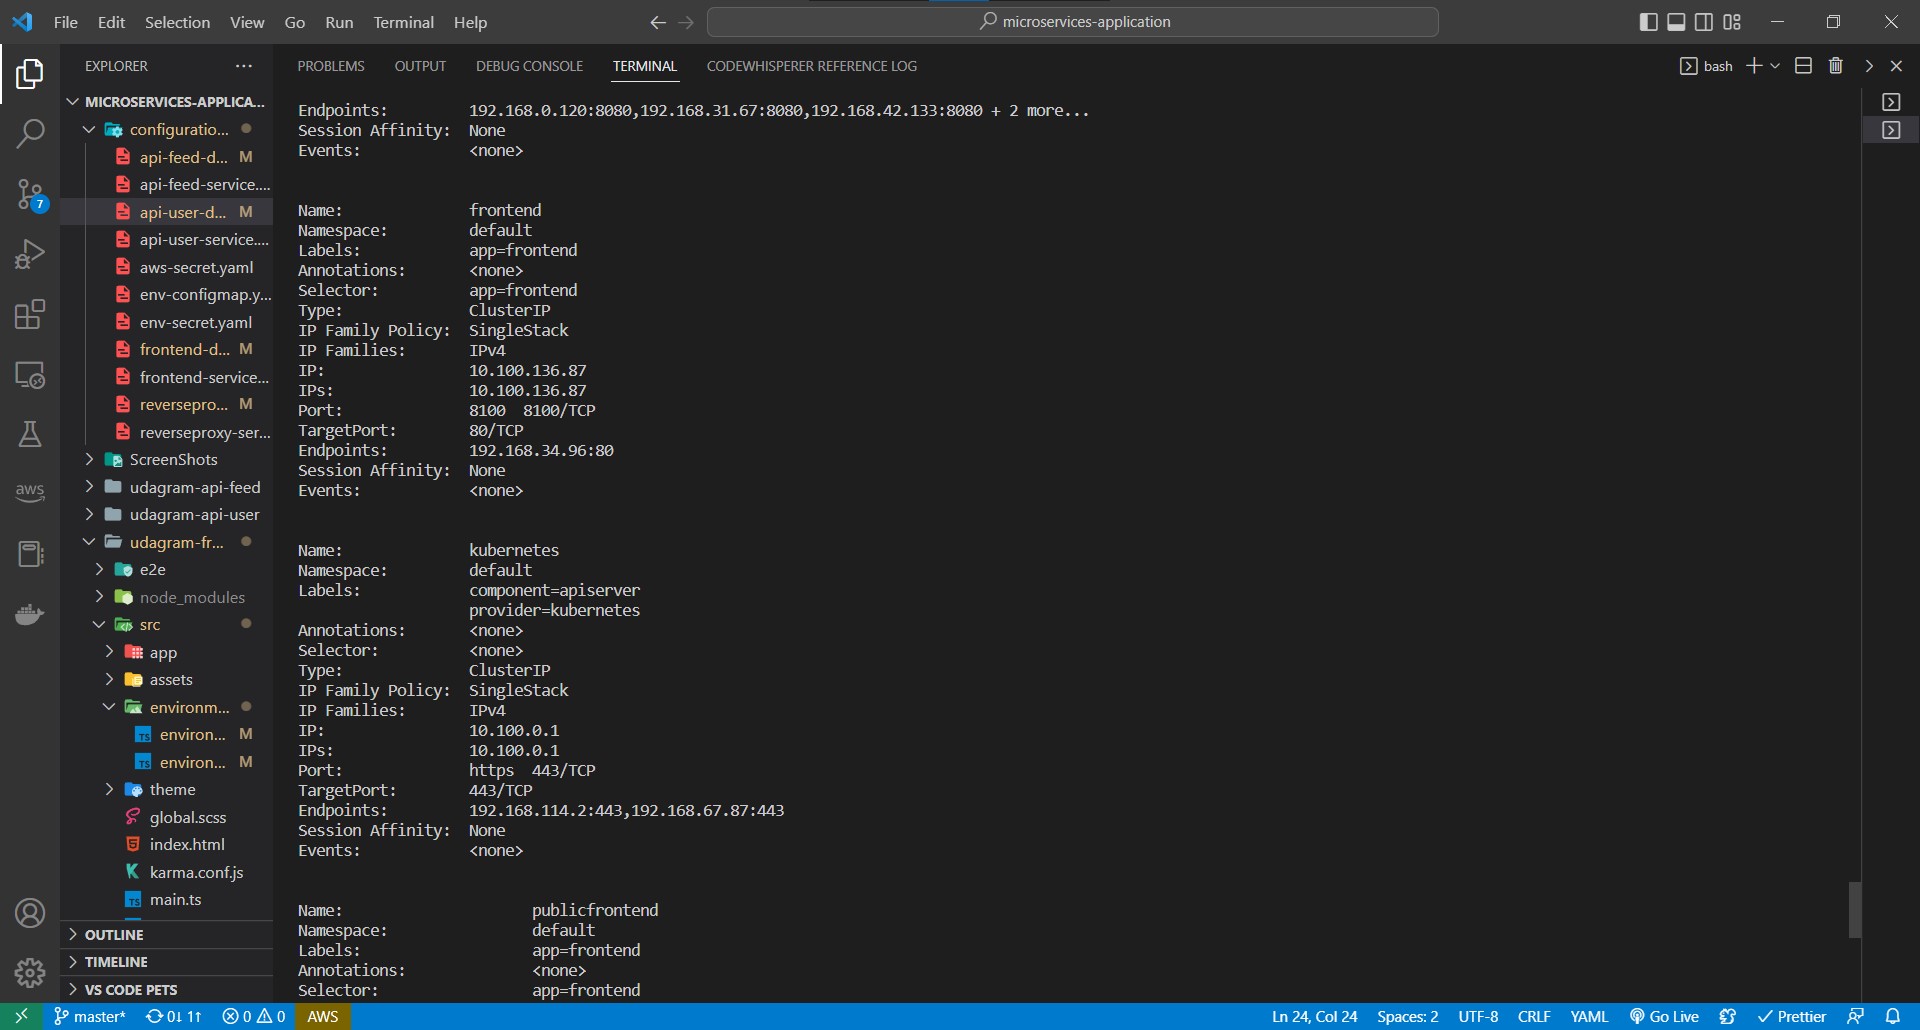 File Edit Selection View Go Run Terminal Help
microservices-application
EXPLORER
PROBLEMS OUTPUT DEBUG CONSOLE TERMINAL CODEWHISPERER REFERENCE LOG
bash
MICROSERVICES-APPLICA...
configuratio...
api-feed-d... M
api-feed-service....
api-user-d... M
api-user-service....
aws-secret.yaml
env-configmap.y...
env-secret.yaml
frontend-d... M
frontend-service...
reversepro... M
reverseproxy-ser...
ScreenShots
udagram-api-feed
udagram-api-user
udagram-fr...
e2e
node_modules
src
app
assets
environm...
TS environ... M
TS environ... M
theme
global.scss
index.html
karma.conf.js
TS main.ts
OUTLINE
TIMELINE
VS CODE PETS
7
aws
Endpoints: 192.168.0.120:8080,192.168.31.67:8080,192.168.42.133:8080 + 2 more...
Session Affinity: None
Events: <none>
Name: frontend
Namespace: default
Labels: app=frontend
Annotations: <none>
Selector: app=frontend
Type: ClusterIP
IP Family Policy: SingleStack
IP Families: IPv4
IP: 10.100.136.87
IPs: 10.100.136.87
Port: 8100 8100/TCP
TargetPort: 80/TCP
Endpoints: 192.168.34.96:80
Session Affinity: None
Events: <none>
Name: kubernetes
Namespace: default
Labels: component=apiserver
provider=kubernetes
Annotations: <none>
Selector: <none>
Type: ClusterIP
IP Family Policy: SingleStack
IP Families: IPv4
IP: 10.100.0.1
IPs: 10.100.0.1
Port: https 443/TCP
TargetPort: 443/TCP
Endpoints: 192.168.114.2:443,192.168.67.87:443
Session Affinity: None
Events: <none>
Name: publicfrontend
Namespace: default
Labels: app=frontend
Annotations: <none>
Selector: app=frontend
master* 0↓ 1↑ 0 0 AWS
Ln 24, Col 24 Spaces: 2 UTF-8 CRLF YAML Go Live Prettier